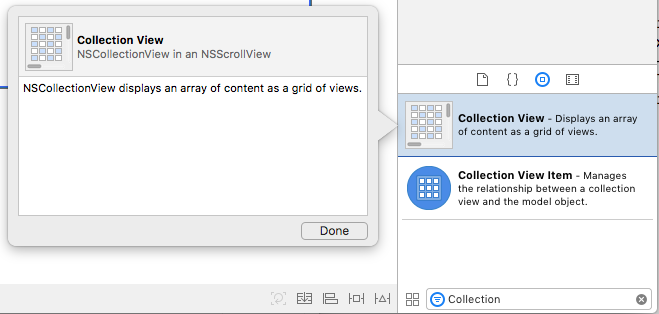 Collection View
NSCollectionView in an NSScrollView
NSCollectionView displays an array of content as a grid of views.
Done
{}
Collection View - Displays an array
of content as a grid of views.
Collection View Item - Manages
the relationship between a collection
view and the model object.
Collection